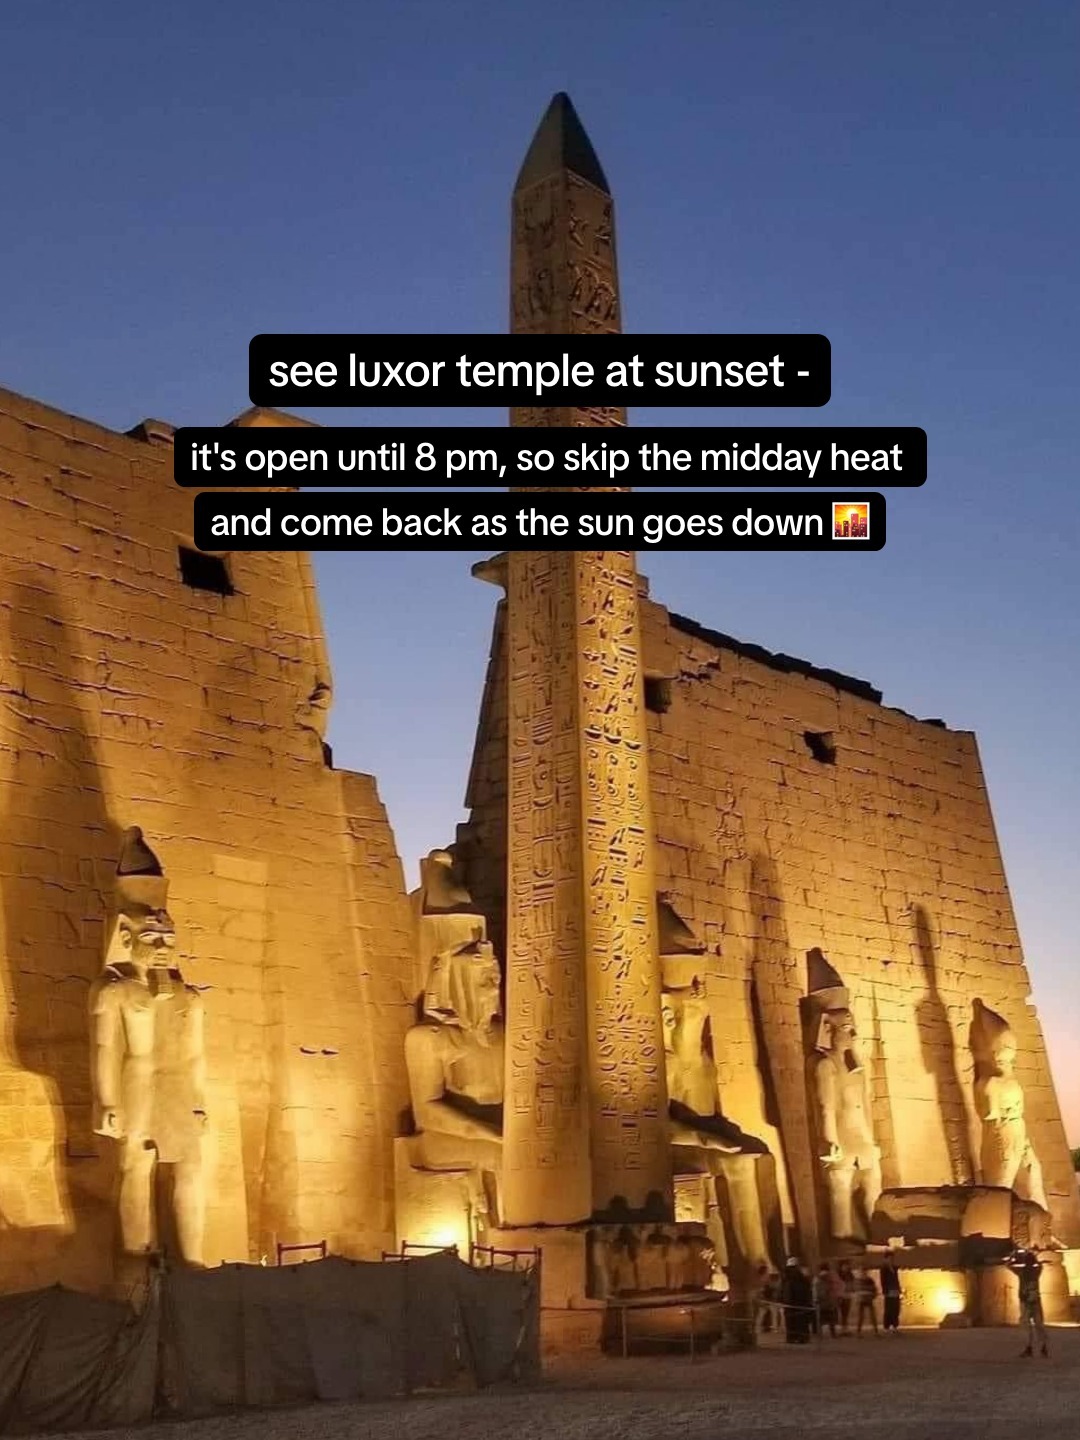 see luxor temple at sunset -
it's open until 8 pm, so skip the midday heat
and come back as the sun goes down 🌇